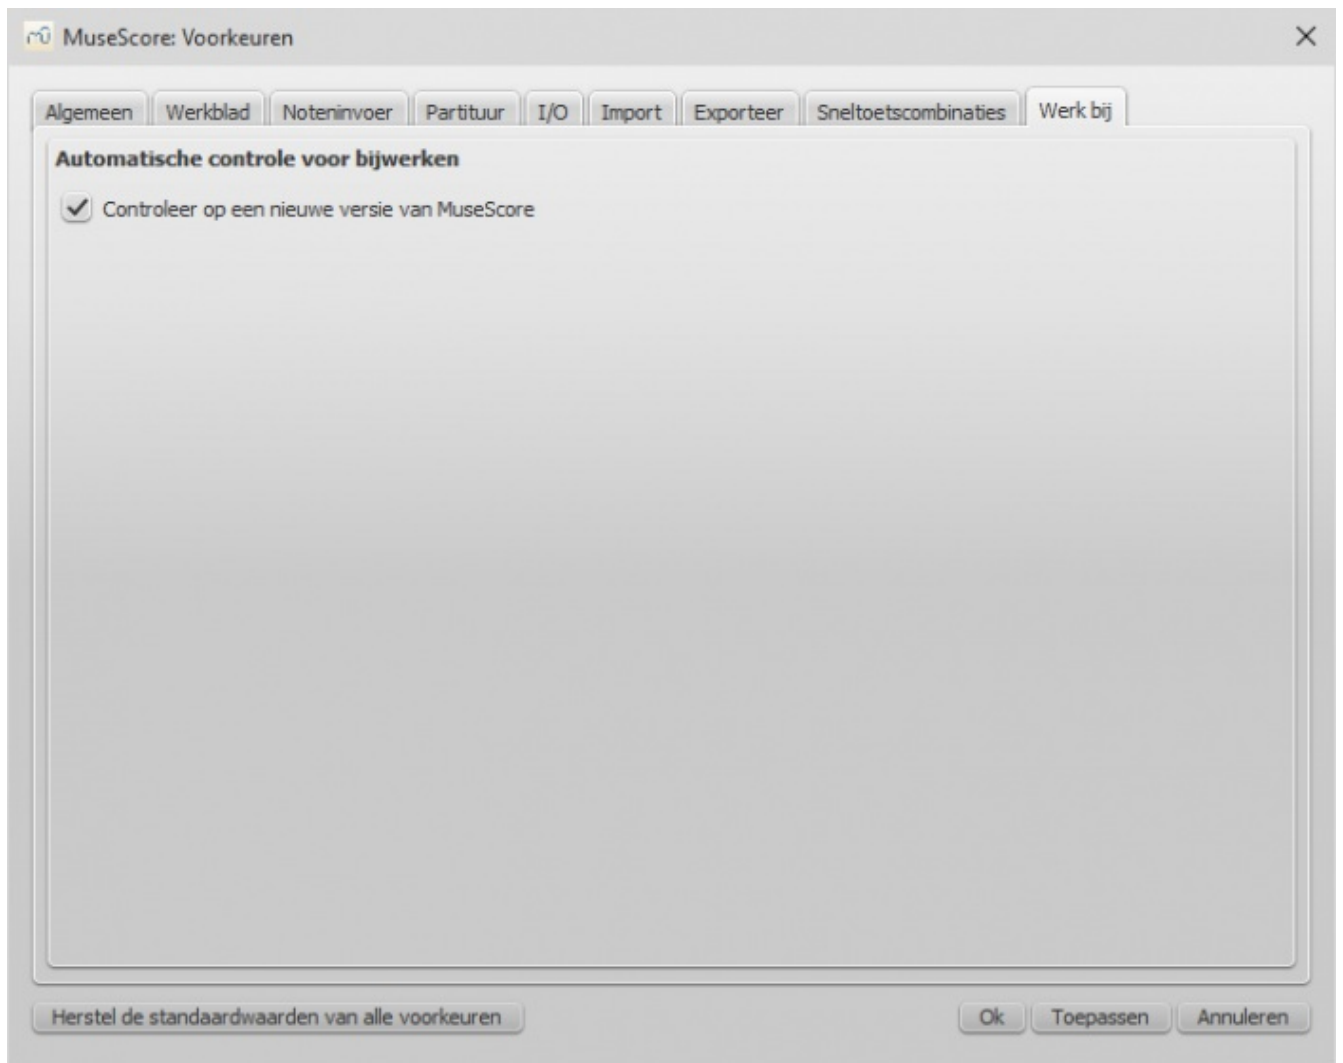 MuseScore: Voorkeuren
Algemeen Werkblad Noteninvoer Partituur I/O Import Exporteer Sneltoetscombinaties Werk bij
Automatische controle voor bijwerken
Controleer op een nieuwe versie van MuseScore
Herstel de standaardwaarden van alle voorkeuren Ok Toepassen Annuleren